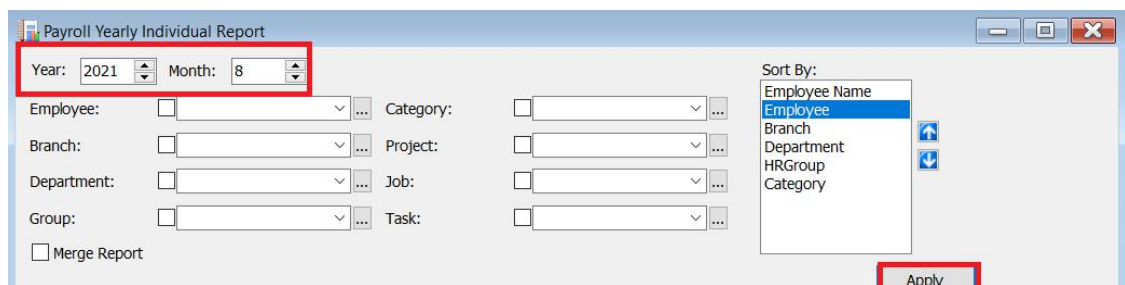 Payroll Yearly Individual Report
Year: 2021 Month: 8
Sort By:
Employee Name
Employee
Branch
Department
HRGroup
Category
Employee: ... Category: ...
Branch: ... Project: ...
Department: ... Job: ...
Group: ... Task: ...
Merge Report
Apply